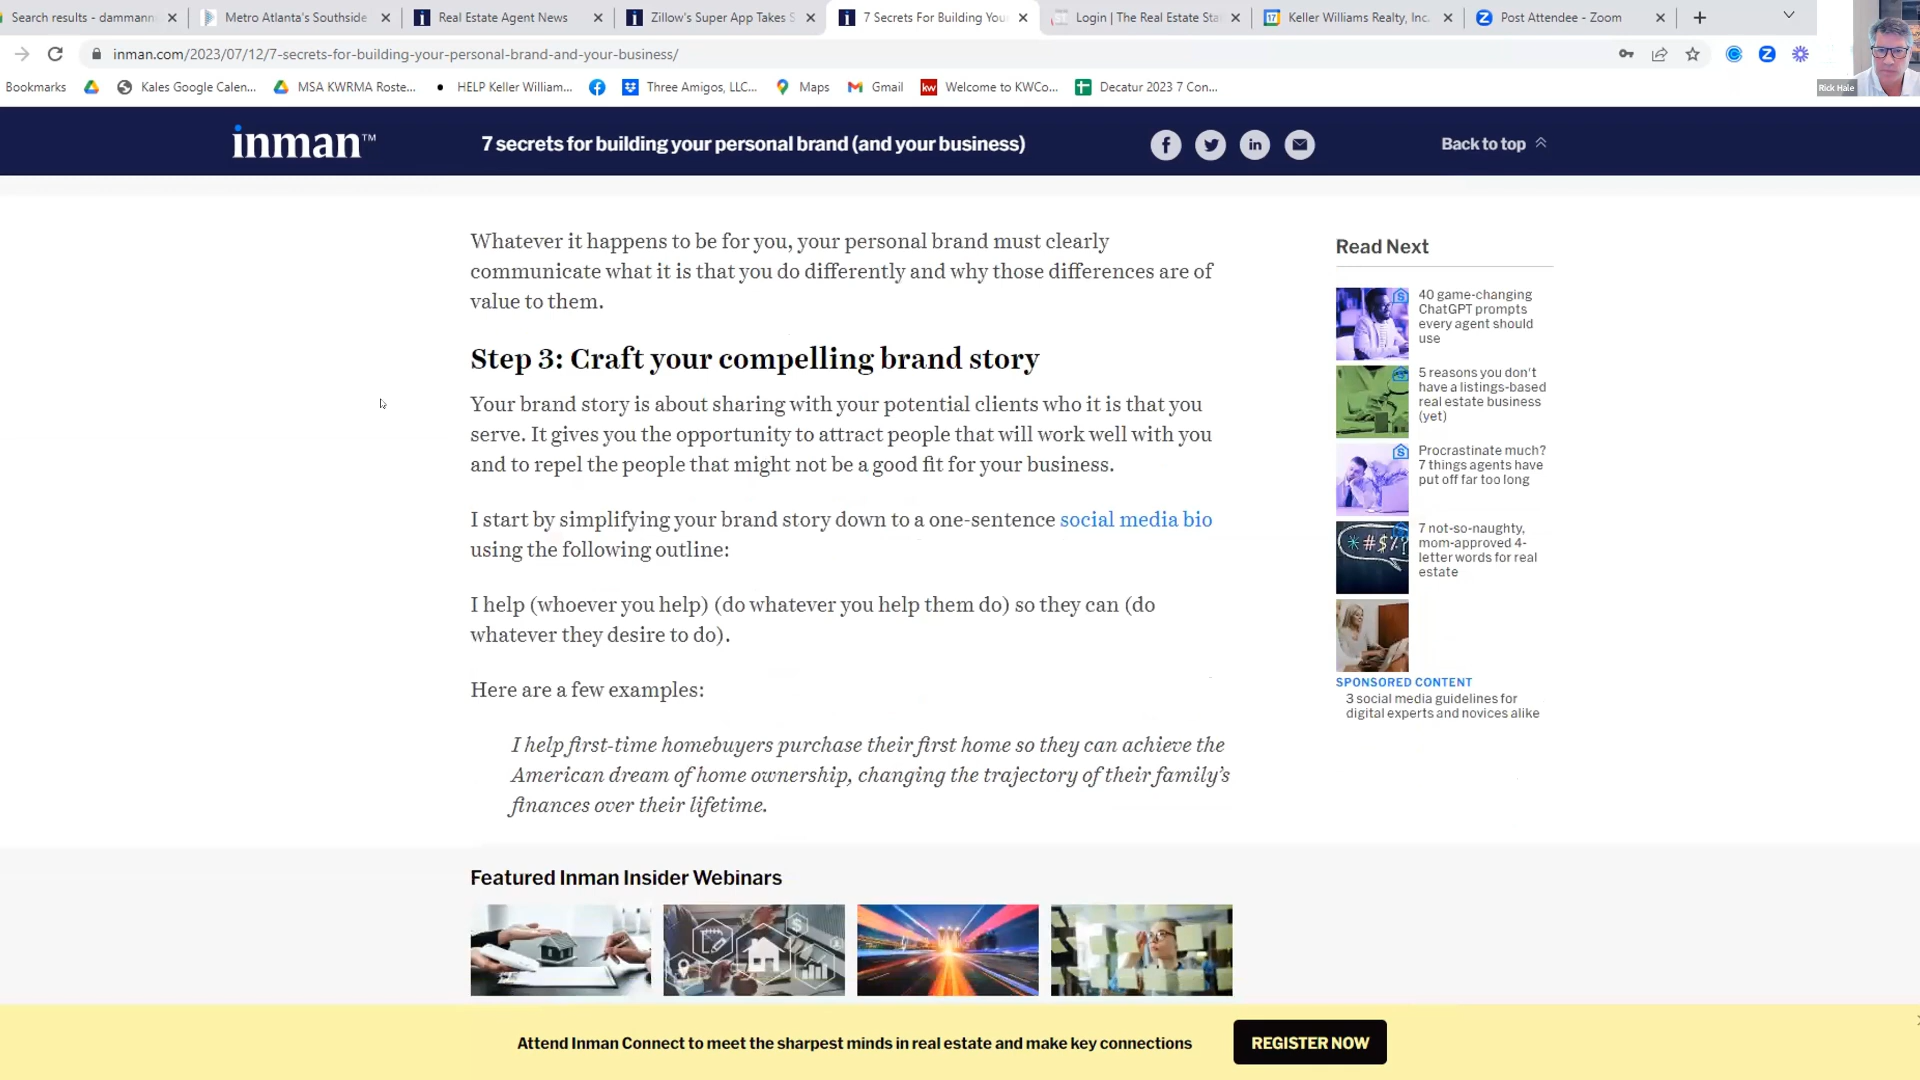 Search results - dammann
Metro Atlanta's Southside
Real Estate Agent News
Zillow's Super App Takes S
7 Secrets For Building You
Login | The Real Estate Sta
Keller Williams Realty, Inc.
Post Attendee - Zoom
inman.com/2023/07/12/7-secrets-for-building-your-personal-brand-and-your-business/
Bookmarks
Kales Google Calen...
MSA KWRMA Roste...
HELP Keller William...
Three Amigos, LLC...
Maps
Gmail
Welcome to KWCo...
Decatur 2023 7 Con...
Rick Hale
inman™
7 secrets for building your personal brand (and your business)
Back to top
Whatever it happens to be for you, your personal brand must clearly
communicate what it is that you do differently and why those differences are of
value to them.
Step 3: Craft your compelling brand story
Your brand story is about sharing with your potential clients who it is that you
serve. It gives you the opportunity to attract people that will work well with you
and to repel the people that might not be a good fit for your business.
I start by simplifying your brand story down to a one-sentence social media bio
using the following outline:
I help (whoever you help) (do whatever you help them do) so they can (do
whatever they desire to do).
Here are a few examples:
I help first-time homebuyers purchase their first home so they can achieve the
American dream of home ownership, changing the trajectory of their family's
finances over their lifetime.
Read Next
40 game-changing
ChatGPT prompts
every agent should
use
5 reasons you don't
have a listings-based
real estate business
(yet)
Procrastinate much?
7 things agents have
put off far too long
*#$%?
7 not-so-naughty,
mom-approved 4-
letter words for real
estate
SPONSORED CONTENT
3 social media guidelines for
digital experts and novices alike
Featured Inman Insider Webinars
Attend Inman Connect to meet the sharpest minds in real estate and make key connections
REGISTER NOW